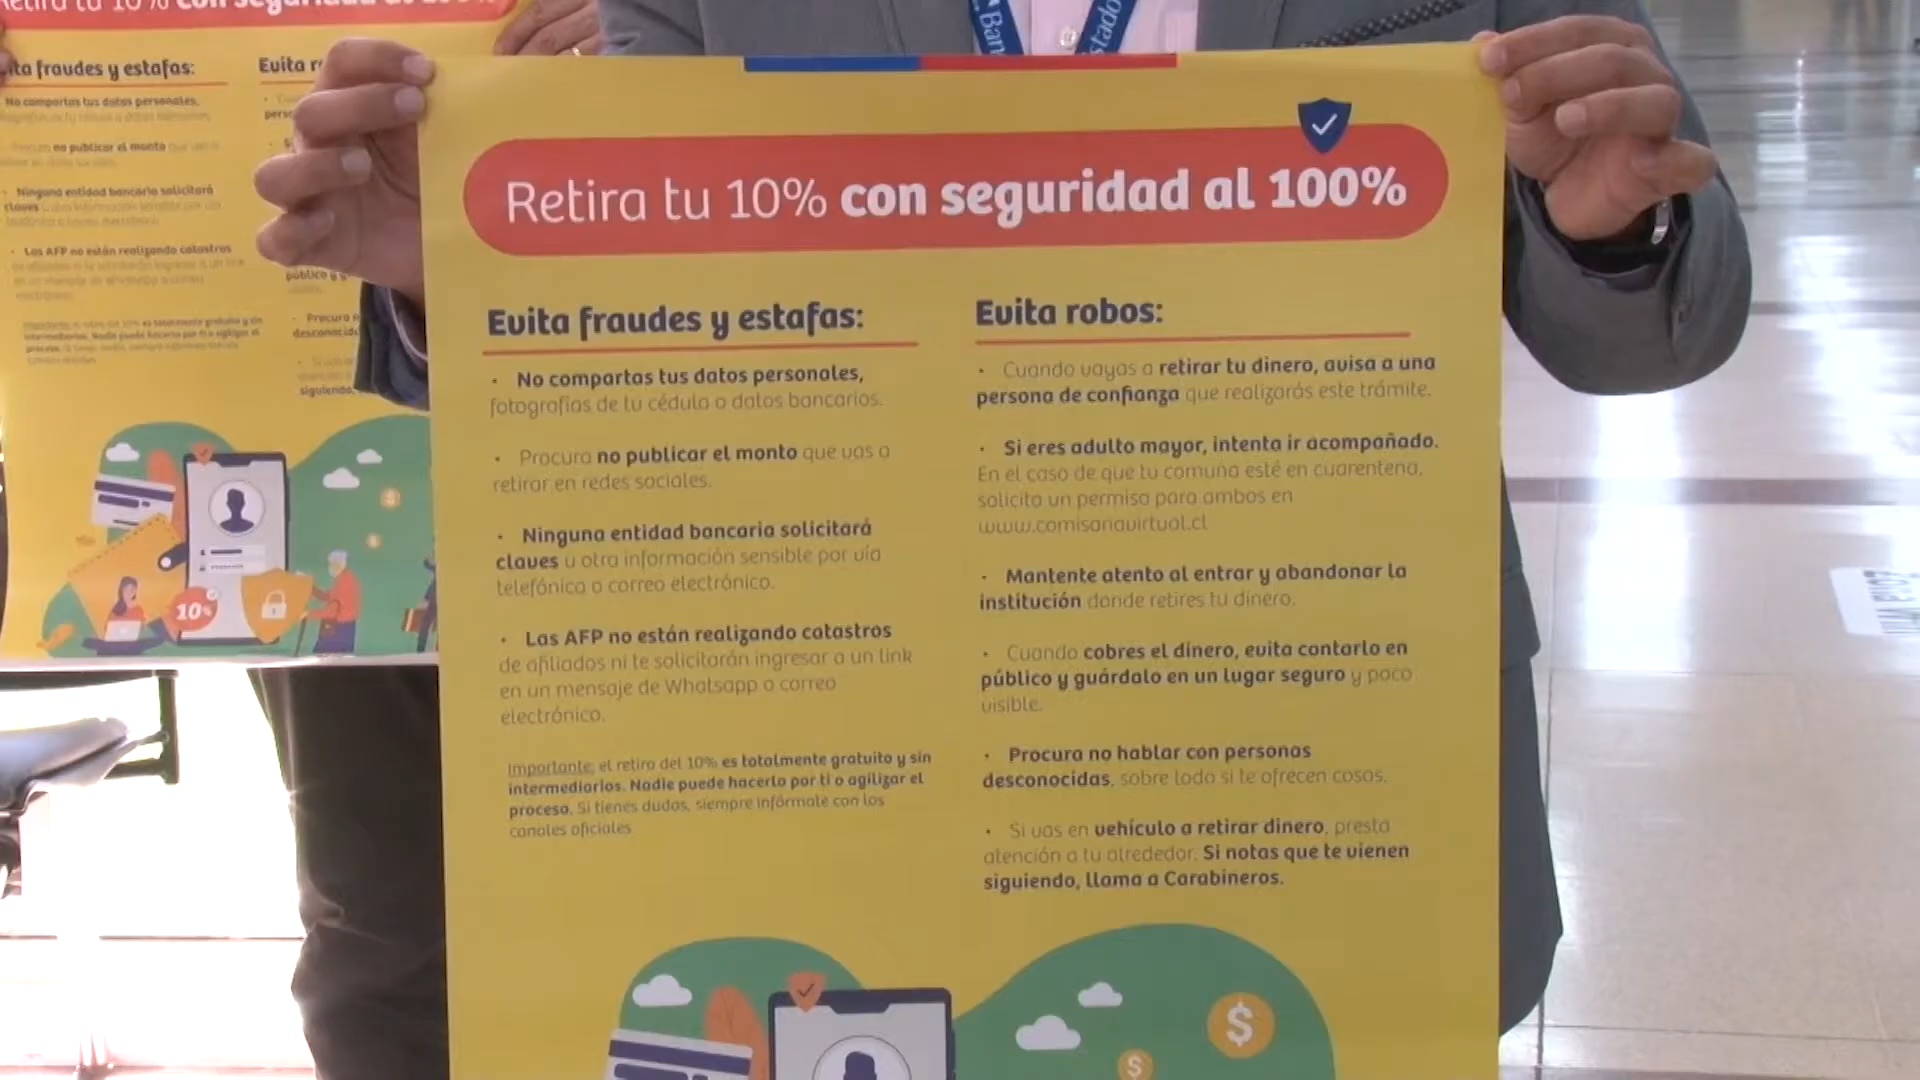 Retira tu 10% con seguridad al 100%
Evita fraudes y estafas:
• No compartas tus datos personales,
fotografías de tu cédula o datos bancarios.
• Procura no publicar el monto que vas a
retirar en redes sociales.
• Ninguna entidad bancaria solicitará
claves u otra información sensible por vía
telefónica o correo electrónico.
• Las AFP no están realizando catastros
de afiliados ni te solicitarán ingresar a un link
en un mensaje de Whatsapp o correo
electrónico.
Importante: el retiro del 10% es totalmente gratuito y sin
intermediarios. Nadie puede hacerlo por ti o agilizar el
proceso. Si tienes dudas, siempre infórmate con los
canales oficiales
Evita robos:
• Cuando vayas a retirar tu dinero, avisa a una
persona de confianza que realizarás este trámite.
• Si eres adulto mayor, intenta ir acompañado.
En el caso de que tu comuna esté en cuarentena,
solicita un permiso para ambos en
www.comisariavirtual.cl
• Mantente atento al entrar y abandonar la
institución donde retires tu dinero.
• Cuando cobres el dinero, evita contarlo en
público y guárdalo en un lugar seguro y poco
visible.
• Procura no hablar con personas
desconocidas, sobre todo si te ofrecen cosas.
• Si vas en vehículo a retirar dinero, presta
atención a tu alrededor. Si notas que te vienen
siguiendo, llama a Carabineros.
Ban
stado
fraudes y estafas:
No compartas tus datos personales,
no publicar el monto
Ninguna entidad bancaria solicitará
claves
Las AFP no están realizando catastros
Evita
público y
Procura
siguiendo,
10%